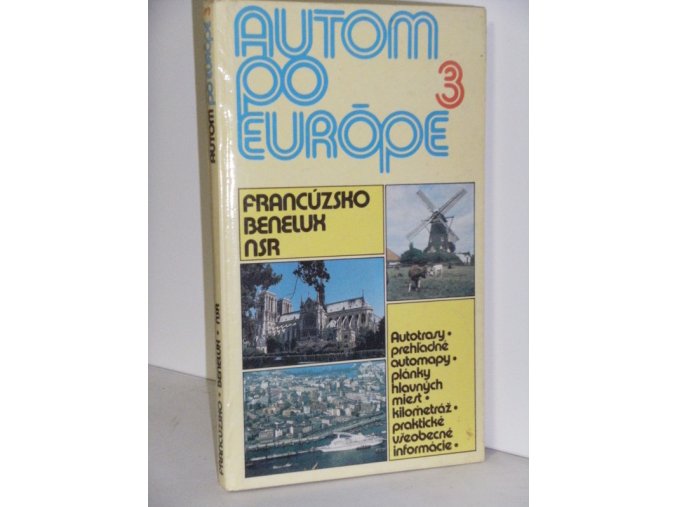 AUTOM
PO
EURÓPE
3
FRANCÚZSKO
BENELUX
NSR
Autotrasy •
prehľadné
automapy •
plánky
hlavných
miest •
kilometráž •
praktické
všeobecné
informácie •
AUTOM PO EURÓPE 3
FRANCÚZSKO • BENELUX • NSR